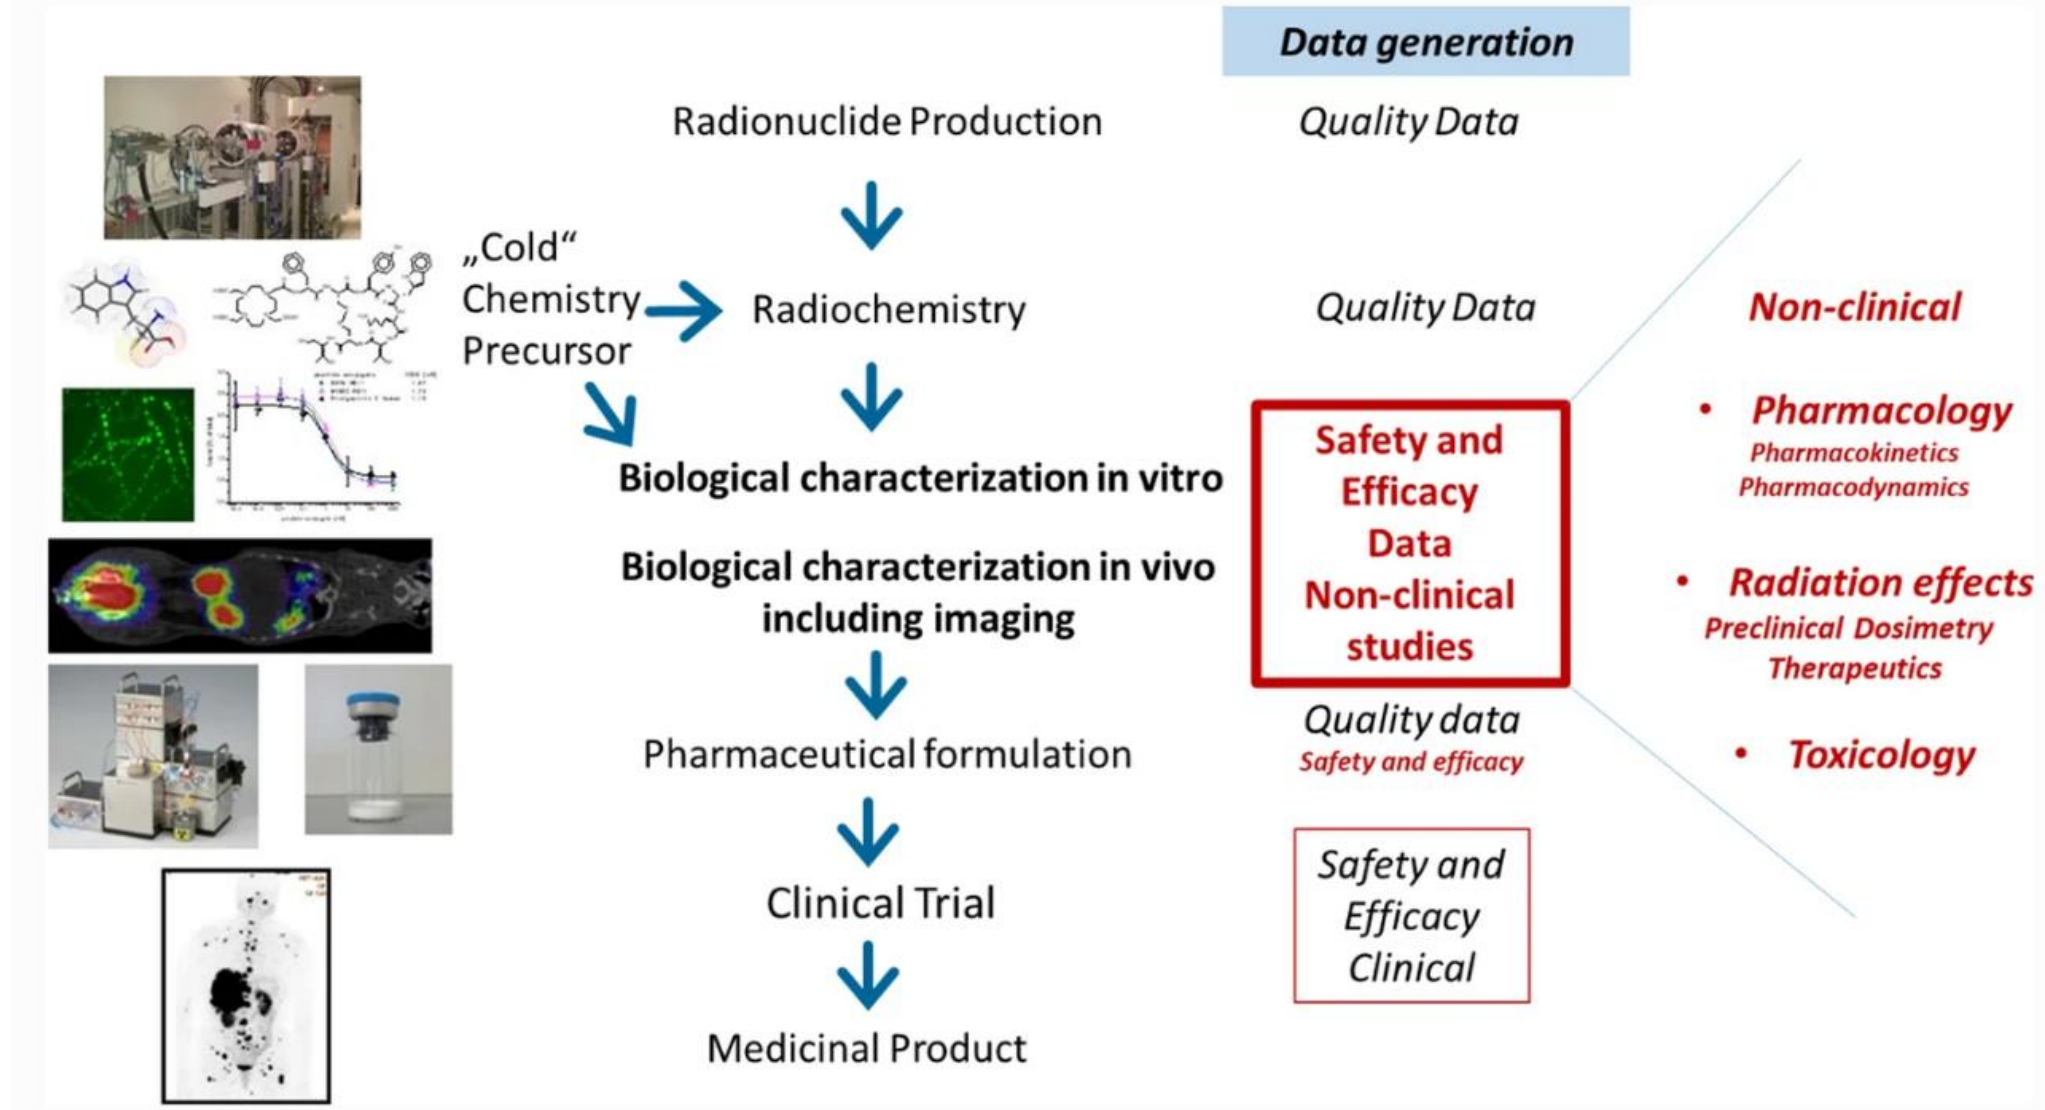 Data generation
Radionuclide Production
Quality Data
„Cold“
Chemistry
Precursor
Radiochemistry
Quality Data
Non-clinical
• Pharmacology
Pharmacokinetics
Pharmacodynamics
Safety and
Efficacy
Data
Non-clinical
studies
Biological characterization in vitro
Biological characterization in vivo
including imaging
• Radiation effects
Preclinical Dosimetry
Therapeutics
Quality data
Safety and efficacy
Pharmaceutical formulation
• Toxicology
Safety and
Efficacy
Clinical
Clinical Trial
Medicinal Product